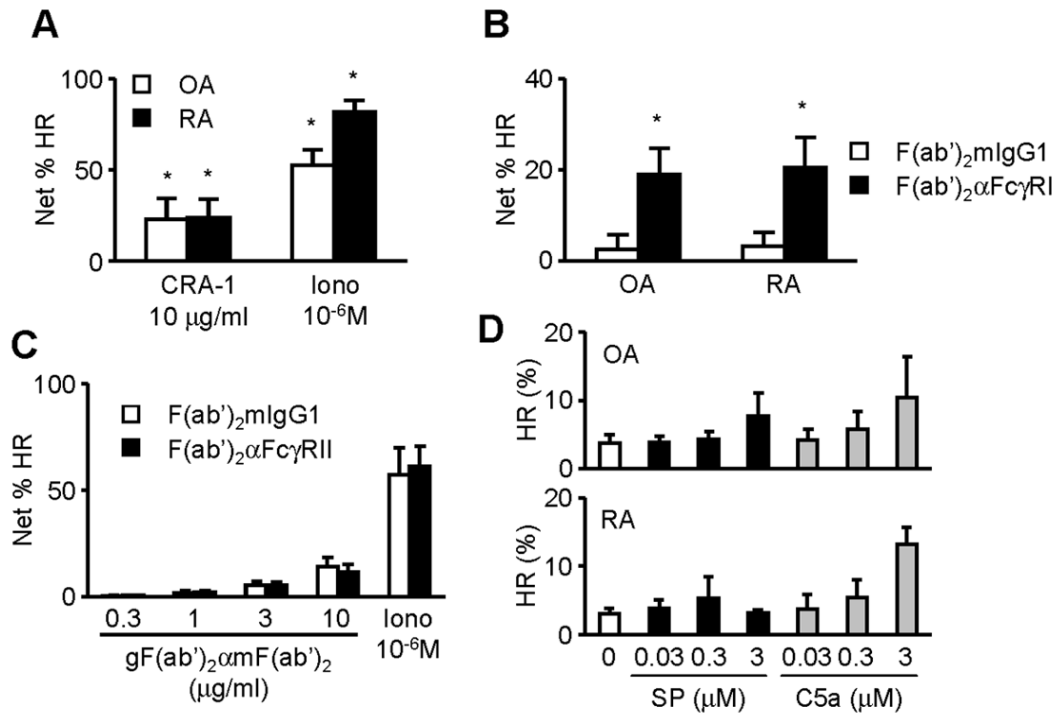 A
100
50
0
Net % HR
OA
RA
*
*
*
*
CRA-1
10 μg/ml
Iono
10⁻⁶M
B
40
20
0
Net % HR
*
*
OA
RA
F(ab')₂mIgG1
F(ab')₂αFcγRI
C
100
50
0
Net % HR
F(ab')₂mIgG1
F(ab')₂αFcγRII
0.3 1 3 10
gF(ab')₂αmF(ab')₂
(μg/ml)
Iono
10⁻⁶M
D
20
10
0
HR (%)
OA
20
10
0
HR (%)
RA
0 0.03 0.3 3 0.03 0.3 3
SP (μM) C5a (μM)